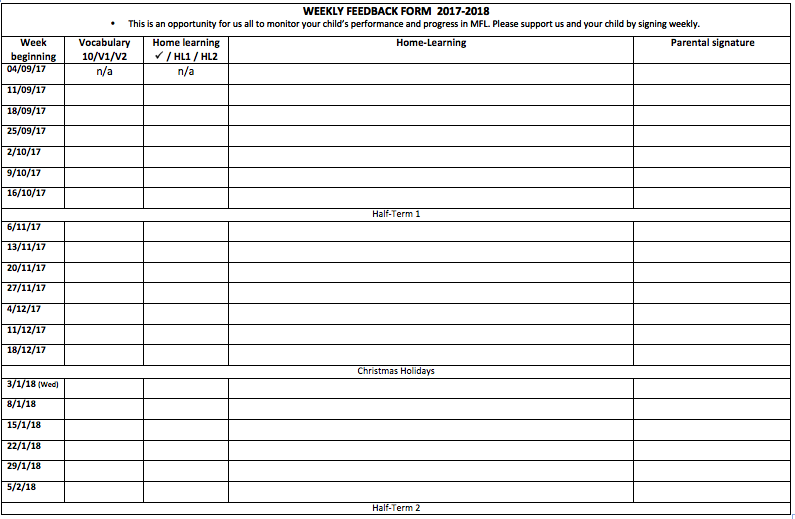 WEEKLY FEEDBACK FORM 2017-2018
• This is an opportunity for us all to monitor your child's performance and progress in MFL. Please support us and your child by signing weekly.
Week beginning Vocabulary 10/V1/V2 Home learning ✓ / HL1 / HL2 Home-Learning Parental signature
04/09/17 n/a n/a
11/09/17
18/09/17
25/09/17
2/10/17
9/10/17
16/10/17
Half-Term 1
6/11/17
13/11/17
20/11/17
27/11/17
4/12/17
11/12/17
18/12/17
Christmas Holidays
3/1/18 (Wed)
8/1/18
15/1/18
22/1/18
29/1/18
5/2/18
Half-Term 2